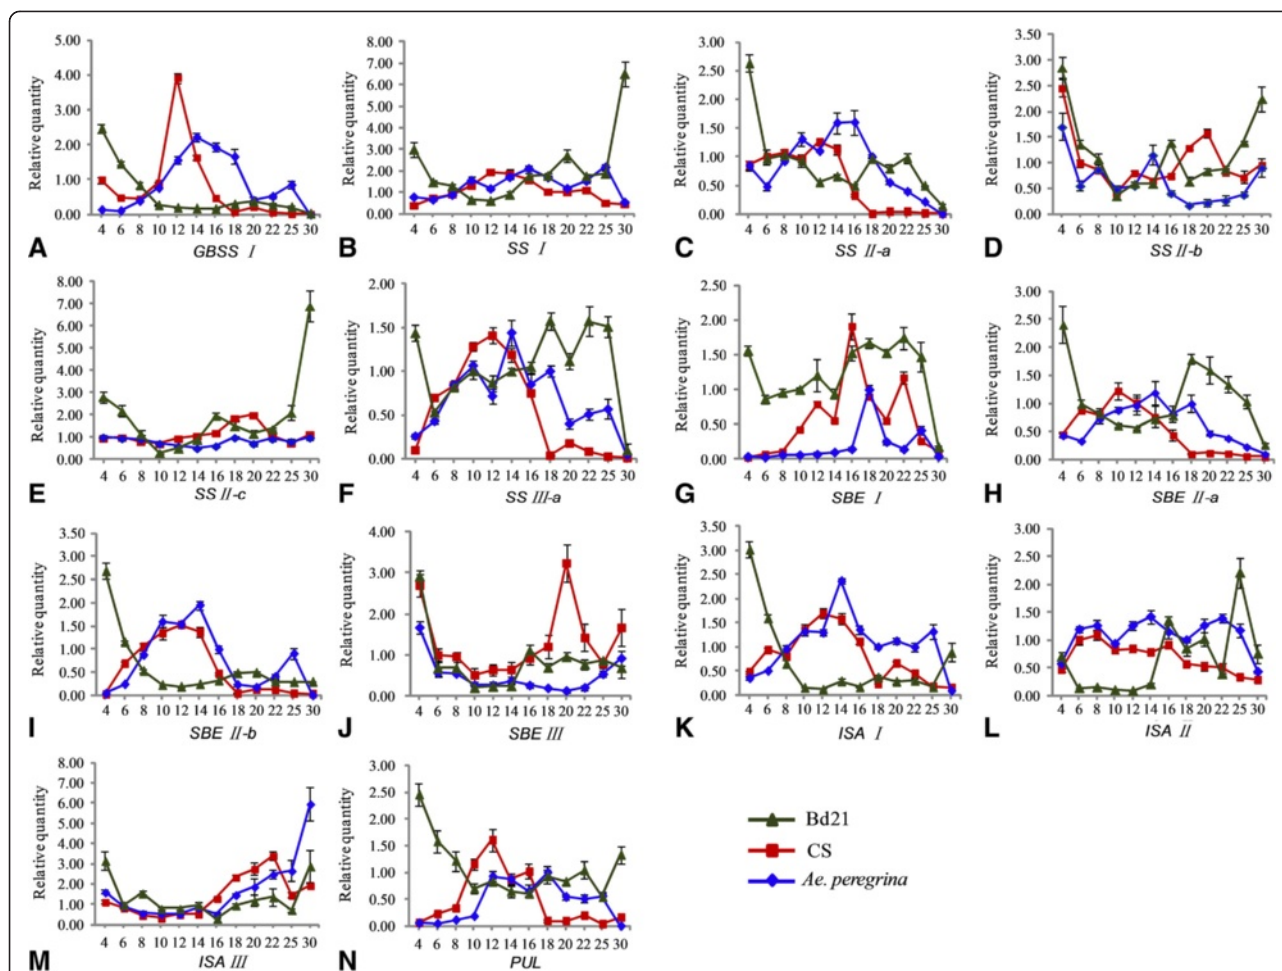 Relative quantity
5.00
4.00
3.00
2.00
1.00
0.00
4 6 8 10 12 14 16 18 20 22 25 30
A GBSS I
Relative quantity
8.00
7.00
6.00
5.00
4.00
3.00
2.00
1.00
0.00
4 6 8 10 12 14 16 18 20 22 25 30
B SS I
Relative quantity
3.00
2.50
2.00
1.50
1.00
0.50
0.00
4 6 8 10 12 14 16 18 20 22 25 30
C SS II-a
Relative quantity
3.50
3.00
2.50
2.00
1.50
1.00
0.50
0.00
4 6 8 10 12 14 16 18 20 22 25 30
D SS II-b
Relative quantity
8.00
7.00
6.00
5.00
4.00
3.00
2.00
1.00
0.00
4 6 8 10 12 14 16 18 20 22 25 30
E SS II-c
Relative quantity
2.00
1.50
1.00
0.50
0.00
4 6 8 10 12 14 16 18 20 22 25 30
F SS III-a
Relative quantity
2.50
2.00
1.50
1.00
0.50
0.00
4 6 8 10 12 14 16 18 20 22 25 30
G SBE I
Relative quantity
3.00
2.50
2.00
1.50
1.00
0.50
0.00
4 6 8 10 12 14 16 18 20 22 25 30
H SBE II-a
Relative quantity
3.50
3.00
2.50
2.00
1.50
1.00
0.50
0.00
4 6 8 10 12 14 16 18 20 22 25 30
I SBE II-b
Relative quantity
4.00
3.00
2.00
1.00
0.00
4 6 8 10 12 14 16 18 20 22 25 30
J SBE III
Relative quantity
3.50
3.00
2.50
2.00
1.50
1.00
0.50
0.00
4 6 8 10 12 14 16 18 20 22 25 30
K ISA I
Relative quantity
3.00
2.50
2.00
1.50
1.00
0.50
0.00
4 6 8 10 12 14 16 18 20 22 25 30
L ISA II
Relative quantity
8.00
7.00
6.00
5.00
4.00
3.00
2.00
1.00
0.00
4 6 8 10 12 14 16 18 20 22 25 30
M ISA III
Relative quantity
3.00
2.50
2.00
1.50
1.00
0.50
0.00
4 6 8 10 12 14 16 18 20 22 25 30
N PUL
Bd21
CS
Ae. peregrina